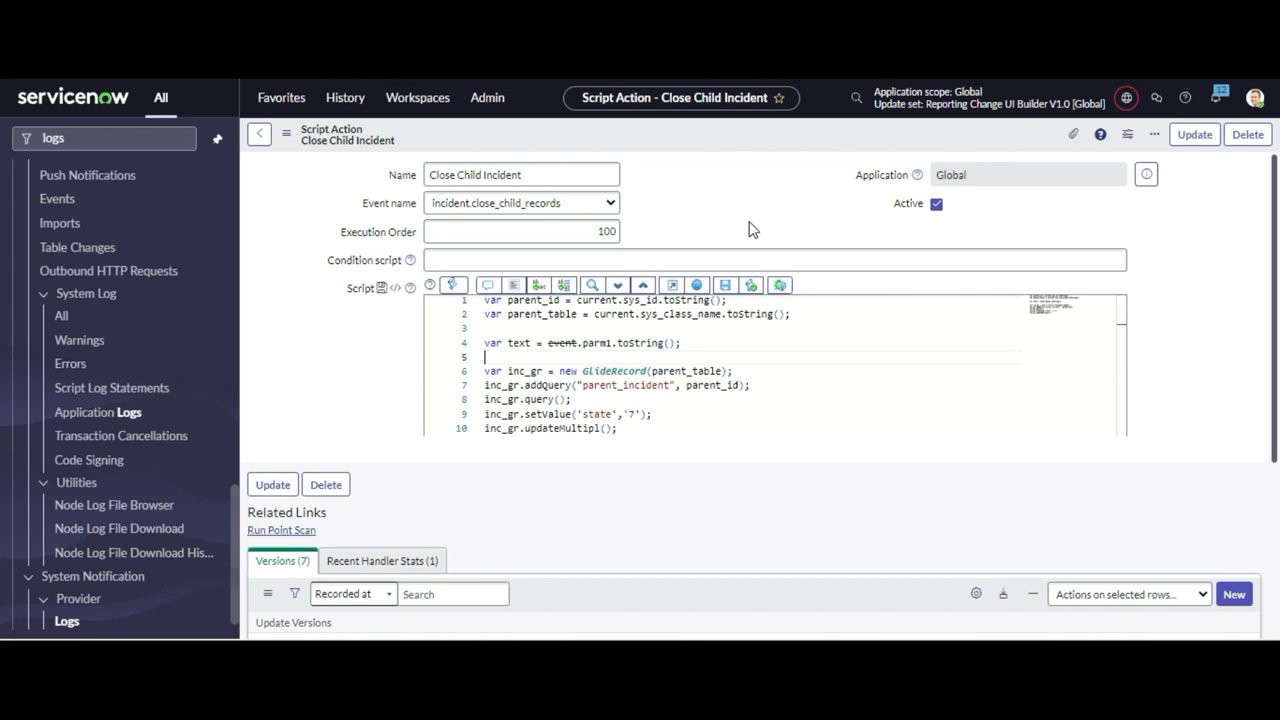 servicenow All Favorites History Workspaces Admin Script Action - Close Child Incident Application scope: Global
Update set: Reporting Change UI Builder V1.0 [Global] 12
logs
Push Notifications
Events
Imports
Table Changes
Outbound HTTP Requests
System Log
All
Warnings
Errors
Script Log Statements
Application Logs
Transaction Cancellations
Code Signing
Utilities
Node Log File Browser
Node Log File Download
Node Log File Download His...
System Notification
Provider
Logs
Script Action
Close Child Incident
Update Delete
Name Close Child Incident Application Global
Event name incident.close_child_records Active
Execution Order 100
Condition script
Script
1 var parent_id = current.sys_id.toString();
2 var parent_table = current.sys_class_name.toString();
3
4 var text = event.parm1.toString();
5
6 var inc_gr = new GlideRecord(parent_table);
7 inc_gr.addQuery("parent_incident", parent_id);
8 inc_gr.query();
9 inc_gr.setValue('state','7');
10 inc_gr.updateMultipl();
Update Delete
Related Links
Run Point Scan
Versions (7) Recent Handler Stats (1)
Recorded at Search Actions on selected rows... New
Update Versions